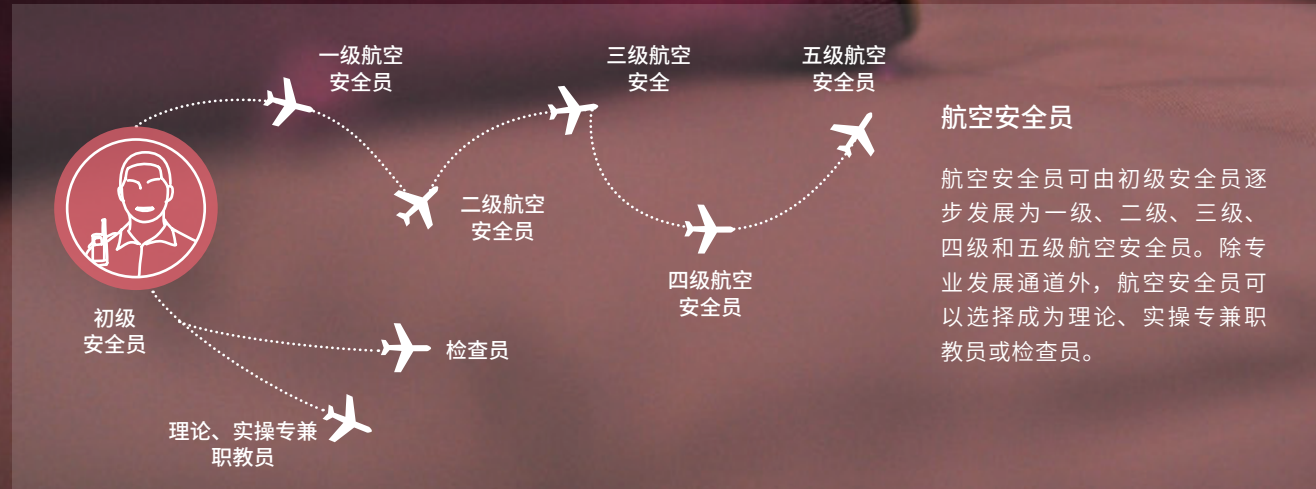 一级航空
安全员
三级航空
安全
五级航空
安全员
二级航空
安全员
四级航空
安全员
初级
安全员
检查员
理论、实操专兼
职教员
航空安全员
航空安全员可由初级安全员逐
步发展为一级、二级、三级、
四级和五级航空安全员。除专
业发展通道外，航空安全员可
以选择成为理论、实操专兼职
教员或检查员。